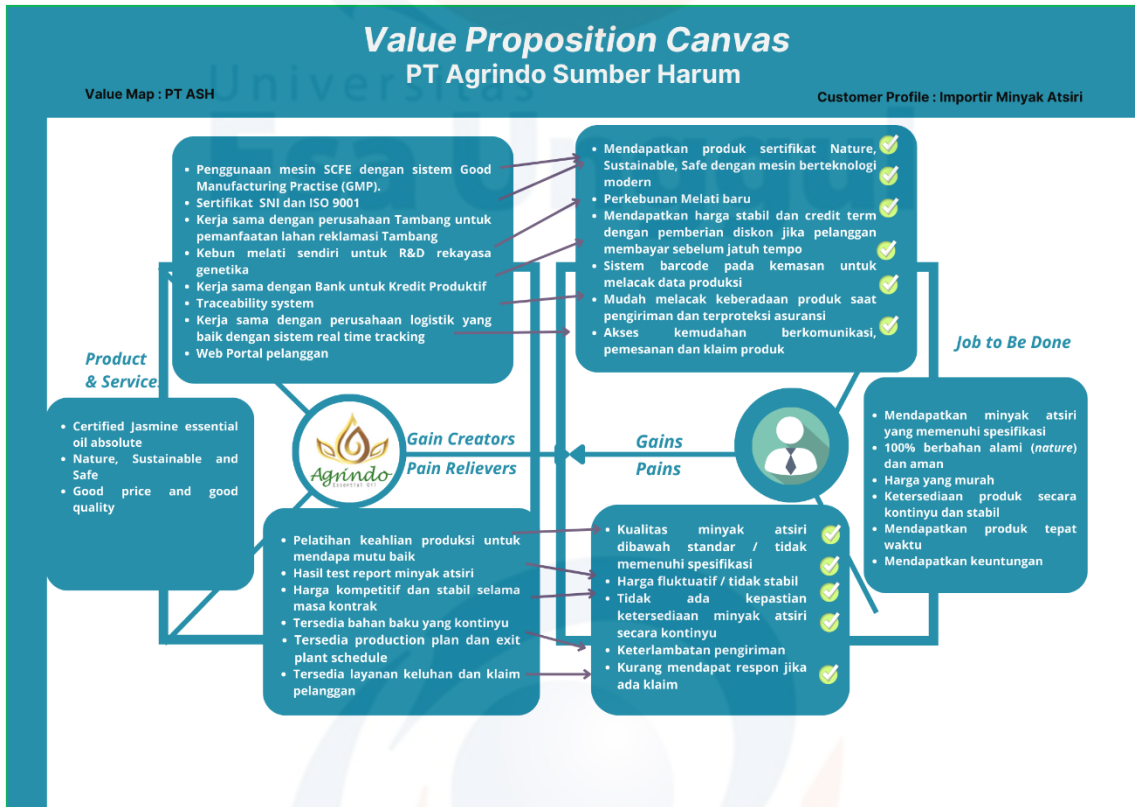 Value Proposition Canvas
PT Agrindo Sumber Harum
Universitas
Esa Unggul
Value Map : PT ASH
Customer Profile : Importir Minyak Atsiri
• Penggunaan mesin SCFE dengan sistem Good
Manufacturing Practise (GMP).
• Sertifikat SNI dan ISO 9001
• Kerja sama dengan perusahaan Tambang untuk
pemanfaatan lahan reklamasi Tambang
• Kebun melati sendiri untuk R&D rekayasa
genetika
• Kerja sama dengan Bank untuk Kredit Produktif
• Traceability system
• Kerja sama dengan perusahaan logistik yang
baik dengan sistem real time tracking
• Web Portal pelanggan
• Mendapatkan produk sertifikat Nature,
Sustainable, Safe dengan mesin berteknologi
modern
• Perkebunan Melati baru
• Mendapatkan harga stabil dan credit term
dengan pemberian diskon jika pelanggan
membayar sebelum jatuh tempo
• Sistem barcode pada kemasan untuk
melacak data produksi
• Mudah melacak keberadaan produk saat
pengiriman dan terproteksi asuransi
• Akses kemudahan berkomunikasi,
pemesanan dan klaim produk
Product
& Services
• Certified Jasmine essential
oil absolute
• Nature, Sustainable and
Safe
• Good price and good
quality
Agrindo
Essential Oil
Gain Creators
Pain Relievers
Gains
Pains
Job to Be Done
• Mendapatkan minyak atsiri
yang memenuhi spesifikasi
• 100% berbahan alami (nature)
dan aman
• Harga yang murah
• Ketersediaan produk secara
kontinyu dan stabil
• Mendapatkan produk tepat
waktu
• Mendapatkan keuntungan
• Pelatihan keahlian produksi untuk
mendapa mutu baik
• Hasil test report minyak atsiri
• Harga kompetitif dan stabil selama
masa kontrak
• Tersedia bahan baku yang kontinyu
• Tersedia production plan dan exit
plant schedule
• Tersedia layanan keluhan dan klaim
pelanggan
• Kualitas minyak atsiri
dibawah standar / tidak
memenuhi spesifikasi
• Harga fluktuatif / tidak stabil
• Tidak ada kepastian
ketersediaan minyak atsiri
secara kontinyu
• Keterlambatan pengiriman
• Kurang mendapat respon jika
ada klaim